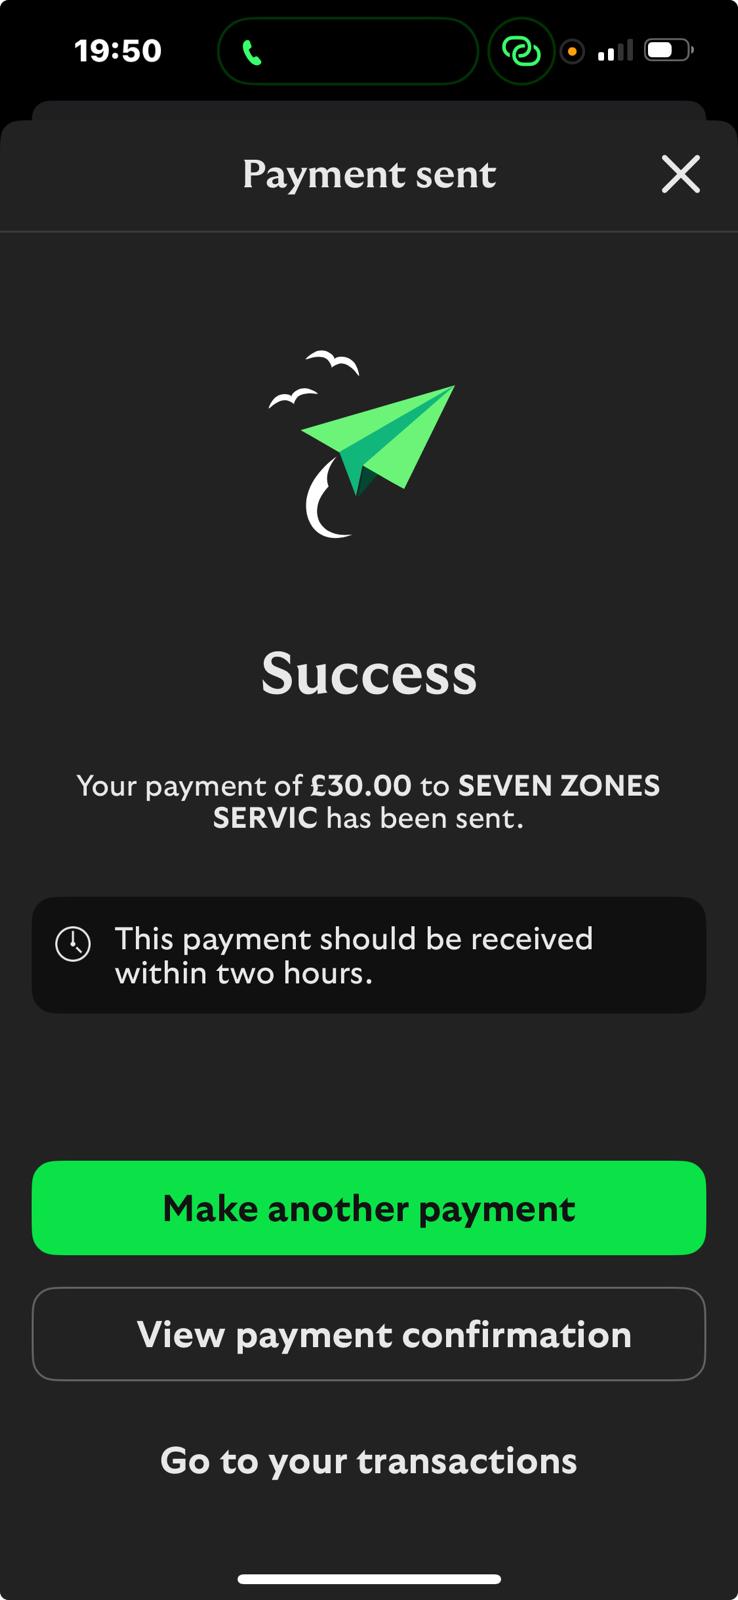 19:50
Payment sent
Success
Your payment of £30.00 to SEVEN ZONES
SERVIC has been sent.
This payment should be received
within two hours.
Make another payment
View payment confirmation
Go to your transactions